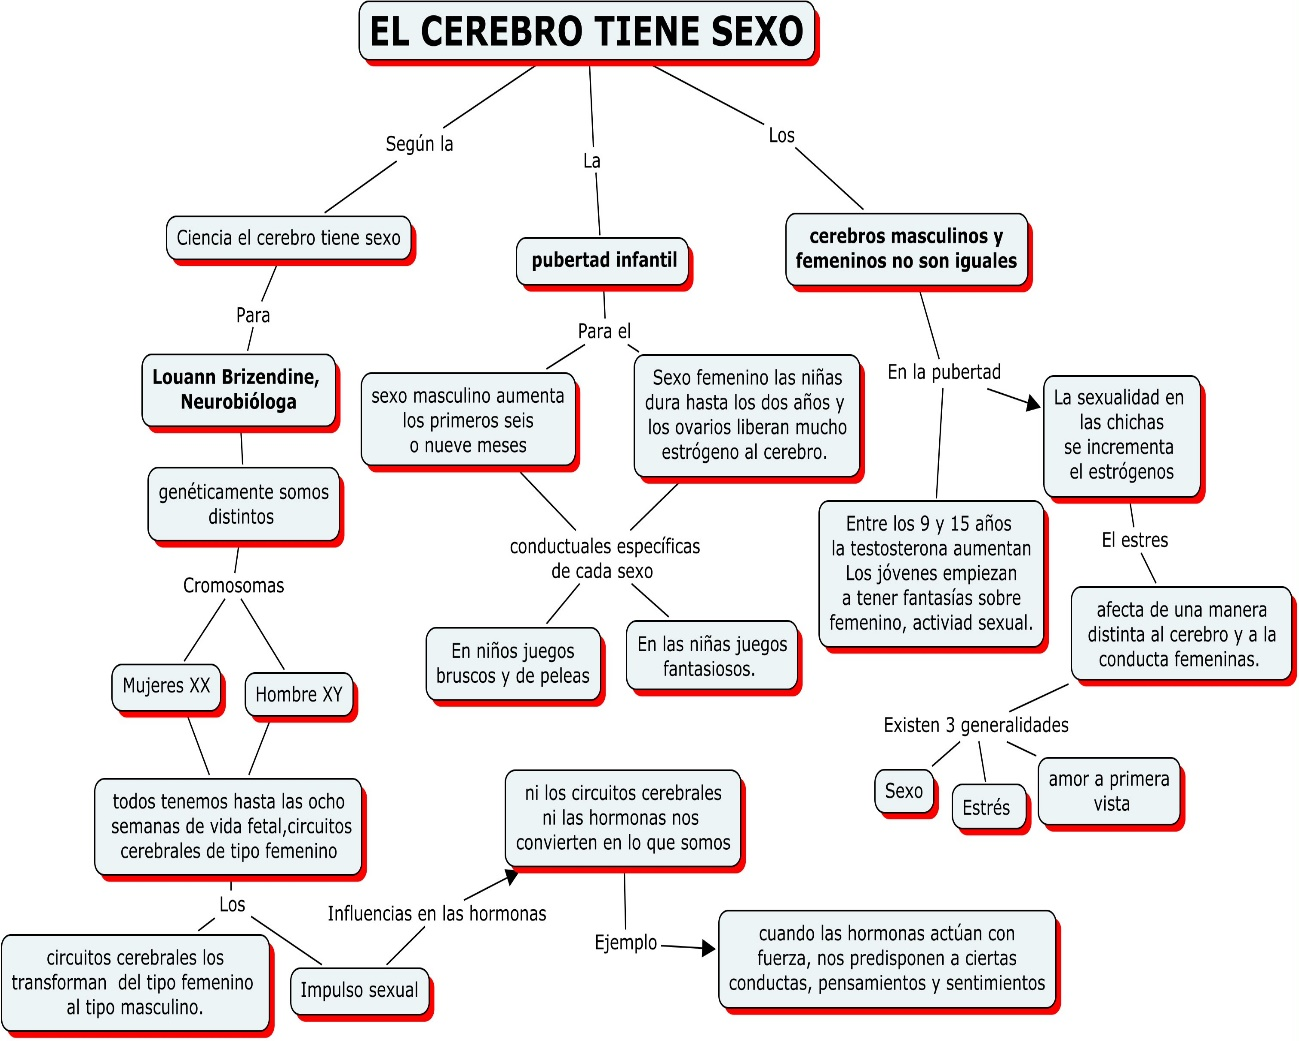 EL CEREBRO TIENE SEXO
Según la
La
Los
Ciencia el cerebro tiene sexo
pubertad infantil
cerebros masculinos y
femeninos no son iguales
Para
Louann Brizendine,
Neurobióloga
genéticamente somos
distintos
Cromosomas
Mujeres XX
Hombre XY
todos tenemos hasta las ocho
semanas de vida fetal,circuitos
cerebrales de tipo femenino
Los
circuitos cerebrales los
transforman del tipo femenino
al tipo masculino.
Impulso sexual
Influencias en las hormonas
ni los circuitos cerebrales
ni las hormonas nos
convierten en lo que somos
Ejemplo
cuando las hormonas actúan con
fuerza, nos predisponen a ciertas
conductas, pensamientos y sentimientos
Para el
sexo masculino aumenta
los primeros seis
o nueve meses
Sexo femenino las niñas
dura hasta los dos años y
los ovarios liberan mucho
estrógeno al cerebro.
conductuales específicas
de cada sexo
En niños juegos
bruscos y de peleas
En las niñas juegos
fantasiosos.
En la pubertad
Entre los 9 y 15 años
la testosterona aumentan
Los jóvenes empiezan
a tener fantasías sobre
femenino, activiad sexual.
La sexualidad en
las chichas
se incrementa
el estrógenos
El estres
afecta de una manera
distinta al cerebro y a la
conducta femeninas.
Existen 3 generalidades
Sexo
Estrés
amor a primera
vista